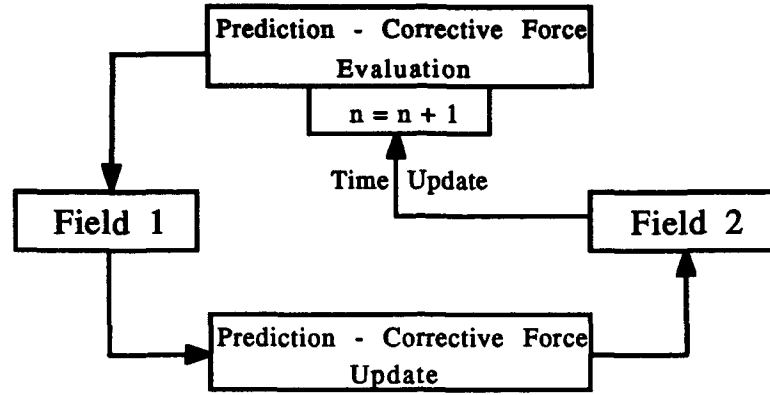 Prediction - Corrective Force
Evaluation
n = n + 1
Time Update
Field 1
Field 2
Prediction - Corrective Force
Update